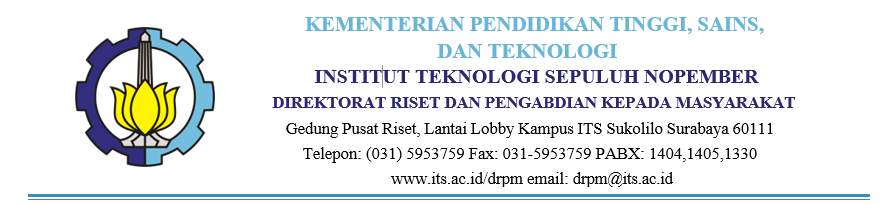 KEMENTERIAN PENDIDIKAN TINGGI, SAINS,
DAN TEKNOLOGI
INSTITUT TEKNOLOGI SEPULUH NOPEMBER
DIREKTORAT RISET DAN PENGABDIAN KEPADA MASYARAKAT
Gedung Pusat Riset, Lantai Lobby Kampus ITS Sukolilo Surabaya 60111
Telepon: (031) 5953759 Fax: 031-5953759 PABX: 1404,1405,1330
www.its.ac.id/drpm email: drpm@its.ac.id